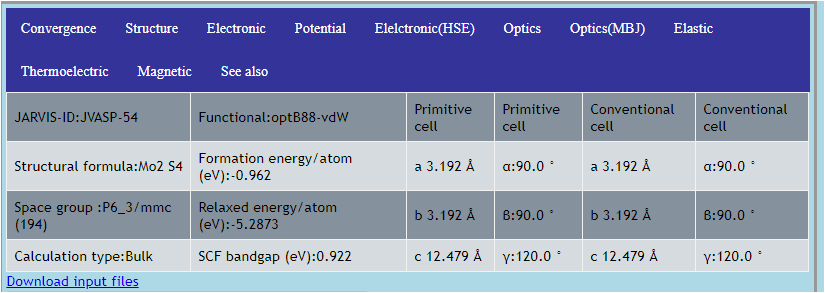 Convergence Structure Electronic Potential Elelctronic(HSE) Optics Optics(MBJ) Elastic
Thermoelectric Magnetic See also
JARVIS-ID:JVASP-54 Functional:optB88-vdW Primitive cell Primitive cell Conventional cell Conventional cell
Structural formula:Mo2 S4 Formation energy/atom (eV):-0.962 a 3.192 Å α:90.0 ° a 3.192 Å α:90.0 °
Space group :P6_3/mmc (194) Relaxed energy/atom (eV):-5.2873 b 3.192 Å ß:90.0 ° b 3.192 Å ß:90.0 °
Calculation type:Bulk SCF bandgap (eV):0.922 c 12.479 Å γ:120.0 ° c 12.479 Å γ:120.0 °
Download input files